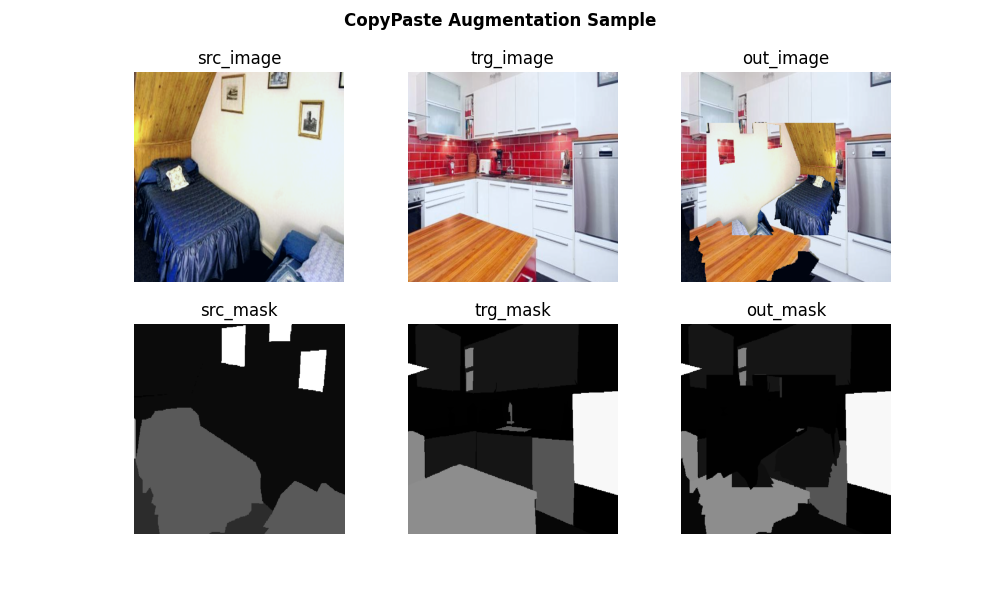 CopyPaste Augmentation Sample
src_image
trg_image
out_image
src_mask
trg_mask
out_mask